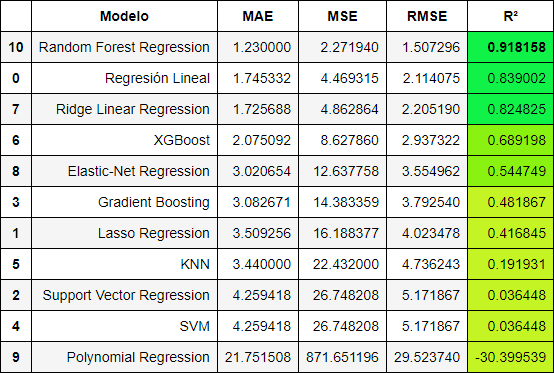 Modelo MAE MSE RMSE R²
10 Random Forest Regression 1.230000 2.271940 1.507296 0.918158
0 Regresión Lineal 1.745332 4.469315 2.114075 0.839002
7 Ridge Linear Regression 1.725688 4.862864 2.205190 0.824825
6 XGBoost 2.075092 8.627860 2.937322 0.689198
8 Elastic-Net Regression 3.020654 12.637758 3.554962 0.544749
3 Gradient Boosting 3.082671 14.383359 3.792540 0.481867
1 Lasso Regression 3.509256 16.188377 4.023478 0.416845
5 KNN 3.440000 22.432000 4.736243 0.191931
2 Support Vector Regression 4.259418 26.748208 5.171867 0.036448
4 SVM 4.259418 26.748208 5.171867 0.036448
9 Polynomial Regression 21.751508 871.651196 29.523740 -30.399539